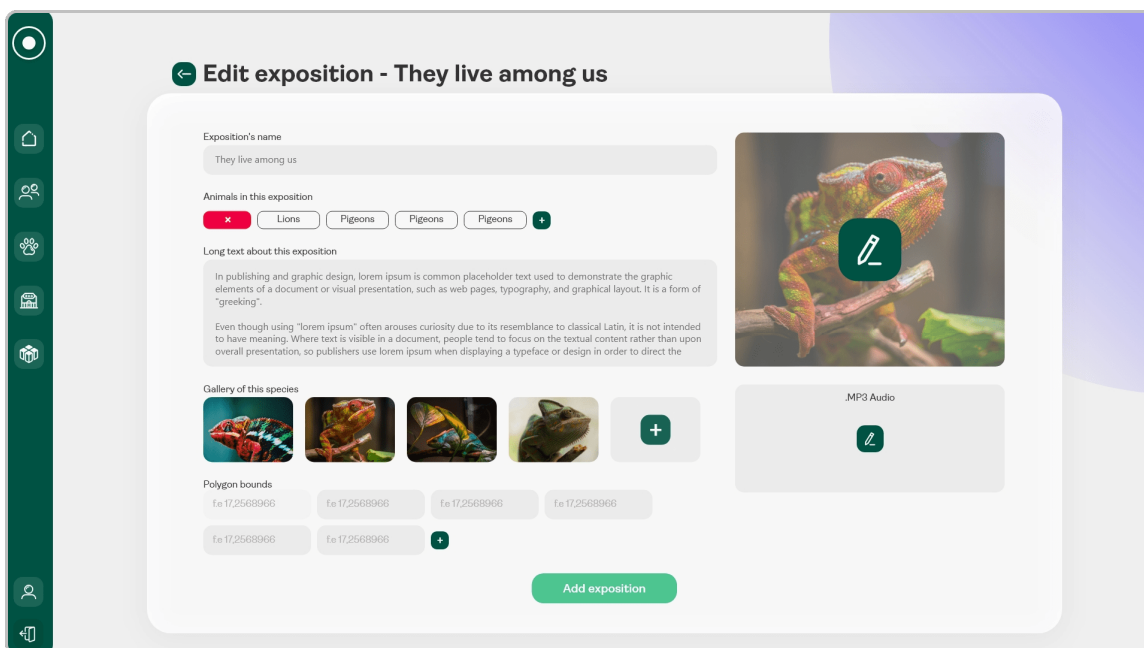 Edit exposition - They live among us
Exposition's name
They live among us
Animals in this exposition
× Lions Pigeons Pigeons Pigeons +
Long text about this exposition
In publishing and graphic design, lorem ipsum is common placeholder text used to demonstrate the graphic
elements of a document or visual presentation, such as web pages, typography, and graphical layout. It is a form of
"greeking".
Even though using "lorem ipsum" often arouses curiosity due to its resemblance to classical Latin, it is not intended
to have meaning. Where text is visible in a document, people tend to focus on the textual content rather than upon
overall presentation, so publishers use lorem ipsum when displaying a typeface or design in order to direct the
Gallery of this species
+
.MP3 Audio
Polygon bounds
f.e 17,2568966 f.e 17,2568966 f.e 17,2568966 f.e 17,2568966
f.e 17,2568966 f.e 17,2568966 +
Add exposition